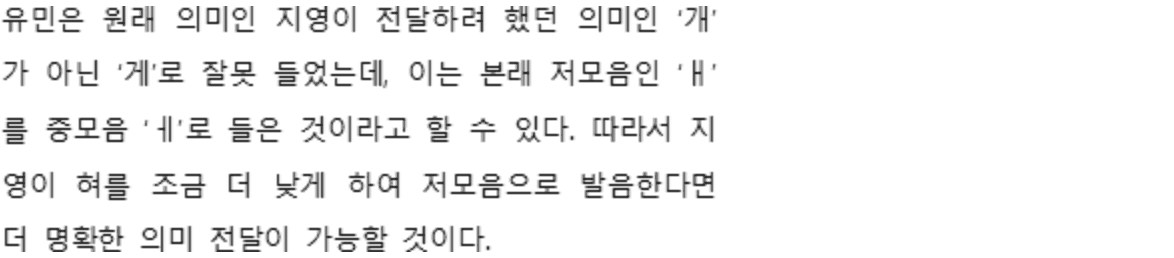 유민은 원래 의미인 지영이 전달하려 했던 의미인 ‘개’
가 아닌 ‘게’로 잘못 들었는데, 이는 본래 저모음인 ‘ㅐ’
를 중모음 ‘ㅔ’로 들은 것이라고 할 수 있다. 따라서 지
영이 혀를 조금 더 낮게 하여 저모음으로 발음한다면
더 명확한 의미 전달이 가능할 것이다.